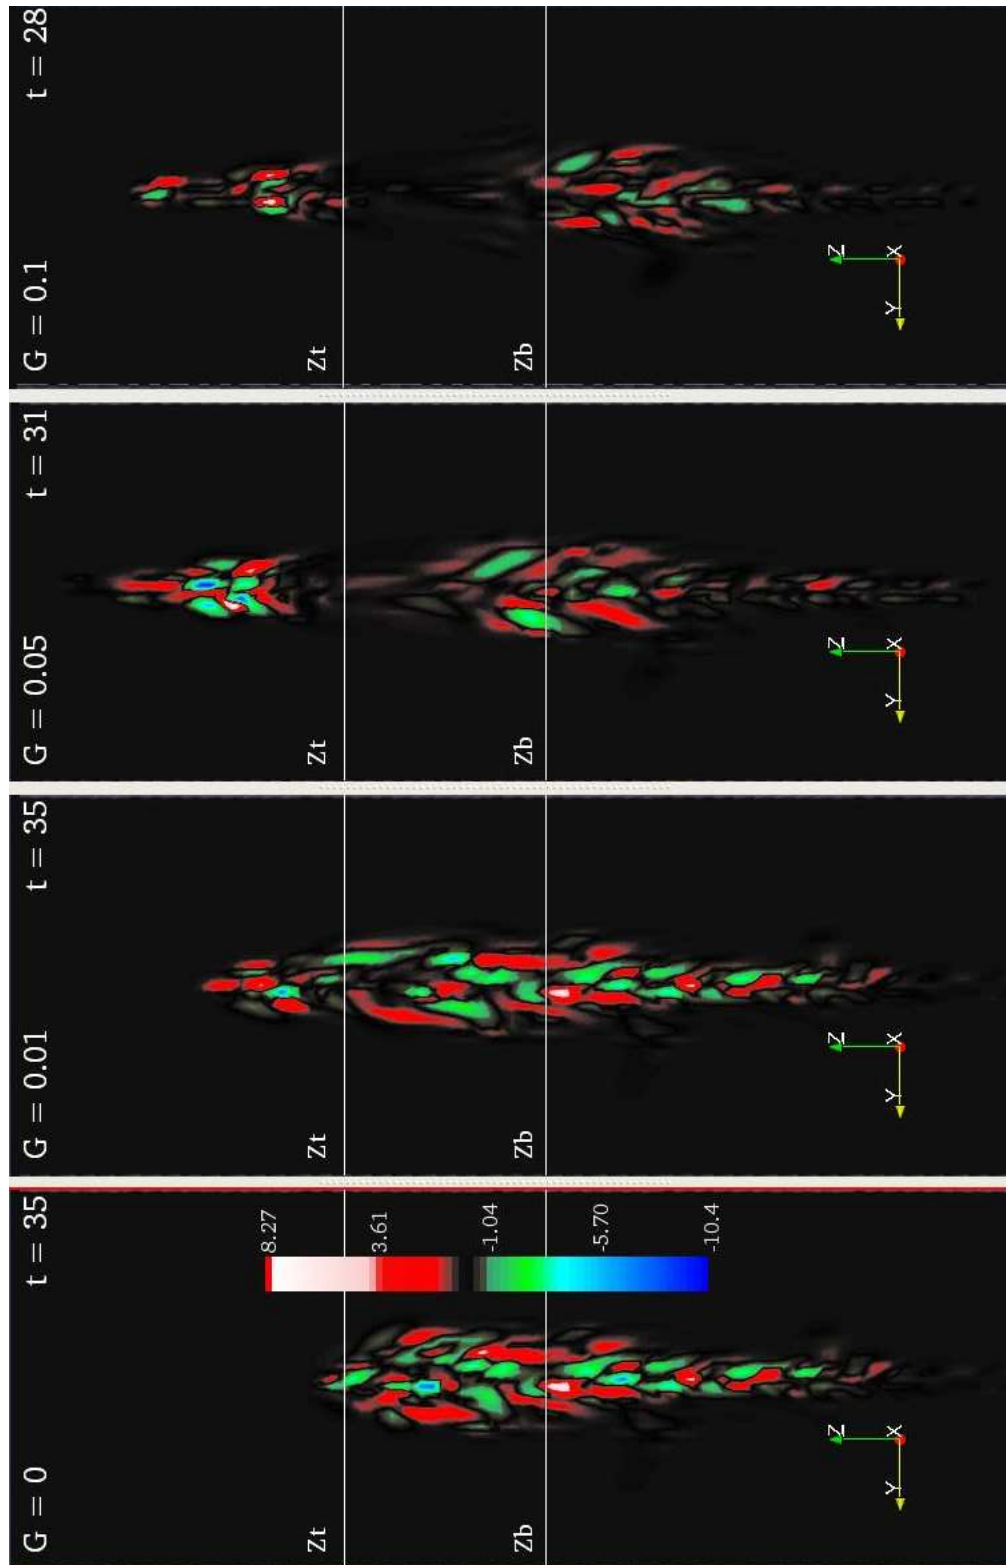 G = 0 t = 35
8.27
Zt
3.61
-1.04
Zb
-5.70
-10.4
Z
Y X
G = 0.01 t = 35
Zt
Zb
Z
Y X
G = 0.05 t = 31
Zt
Zb
Z
Y X
G = 0.1 t = 28
Zt
Zb
Z
Y X